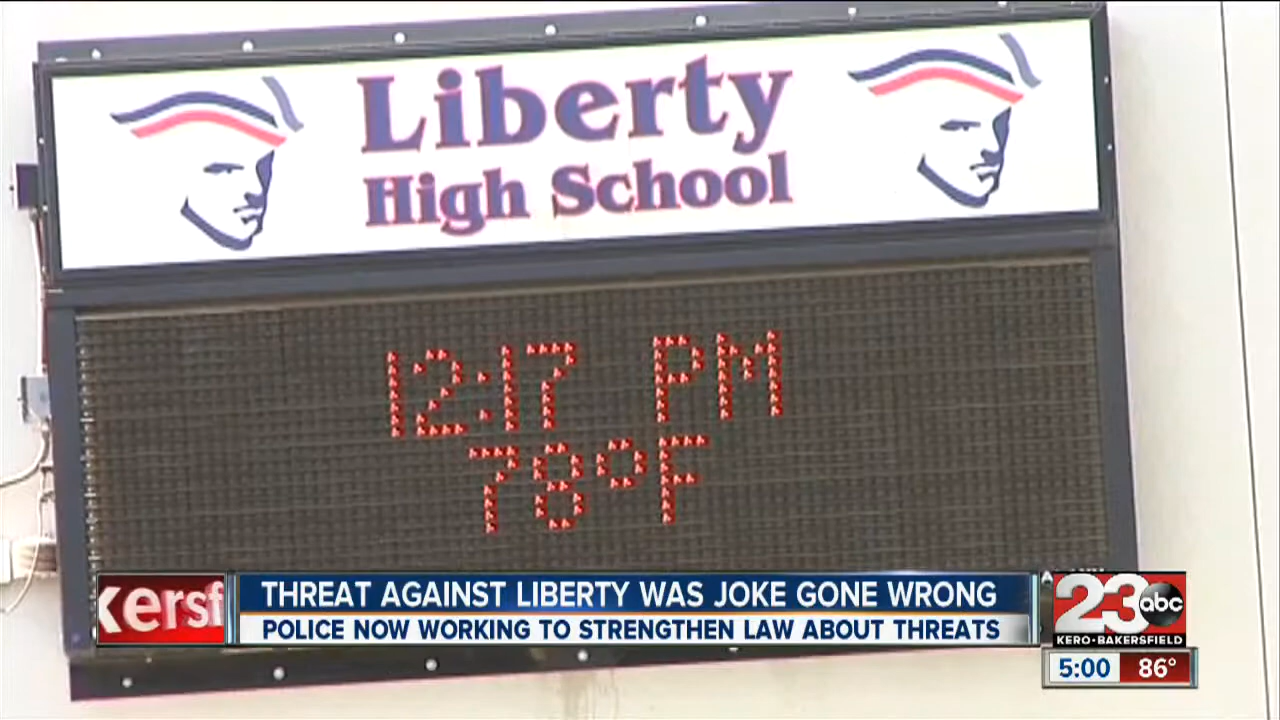 Liberty
High School
12:17 PM
78°F
kersf
THREAT AGAINST LIBERTY WAS JOKE GONE WRONG
POLICE NOW WORKING TO STRENGTHEN LAW ABOUT THREATS
23 abc
KERO-BAKERSFIELD
5:00 86°